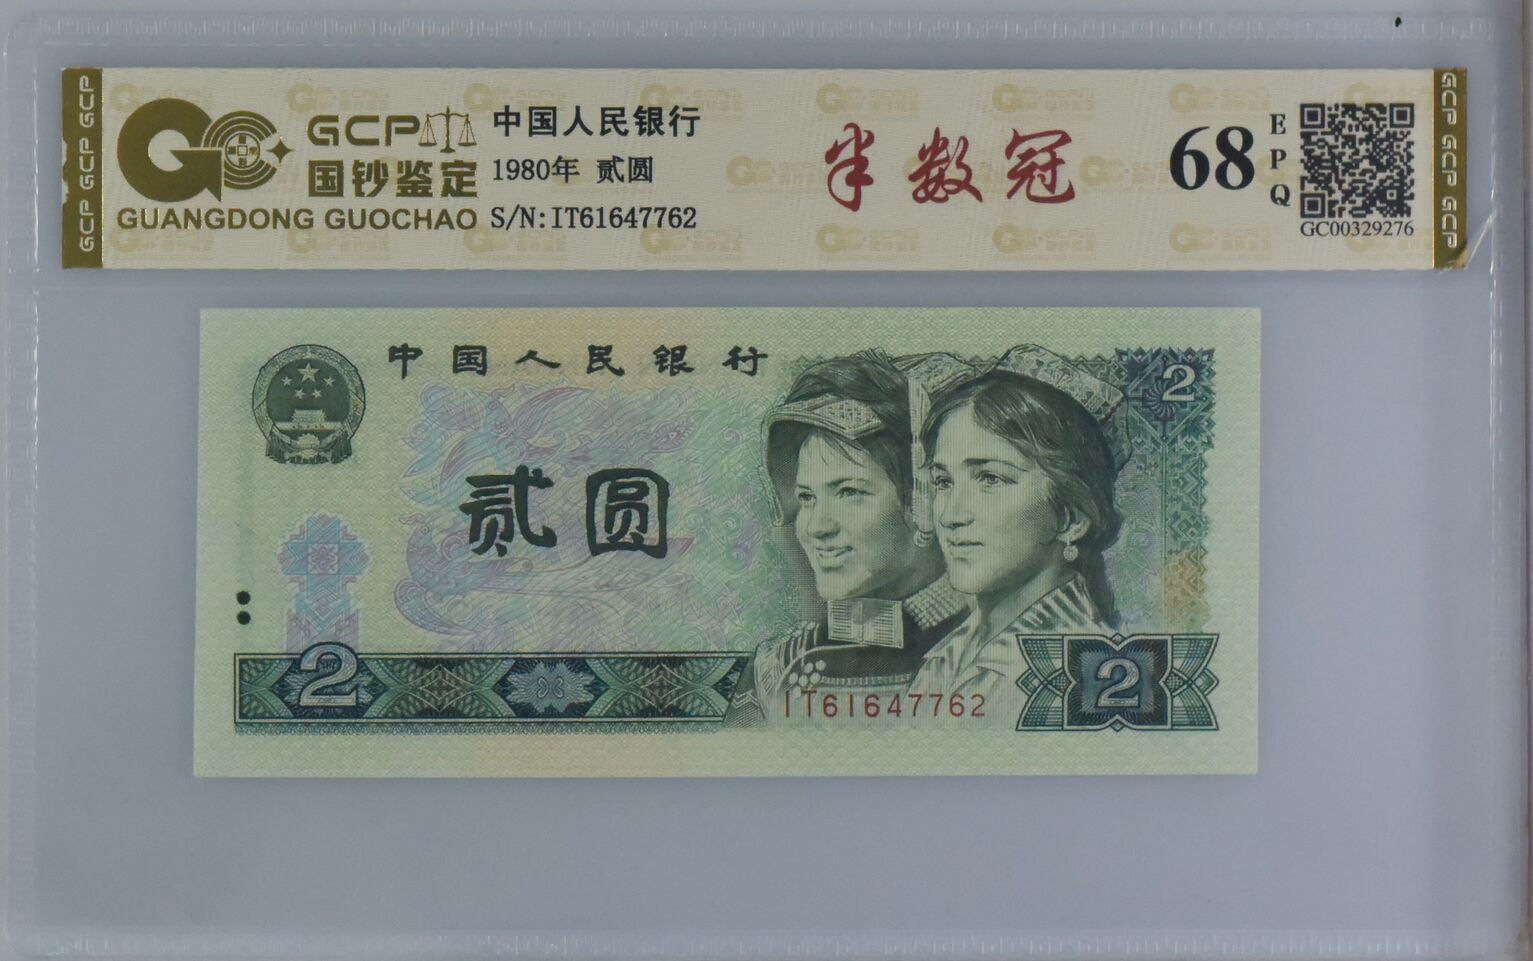 GCP GCP GCP
GCP
国钞鉴定
GUANGDONG GUOCHAO
中国人民银行
1980年 贰圆
S/N:IT61647762
半数冠
68
EPQ
GC00329276
GCP GCP GCP
中国人民银行
2
贰圆
2
IT61647762
2